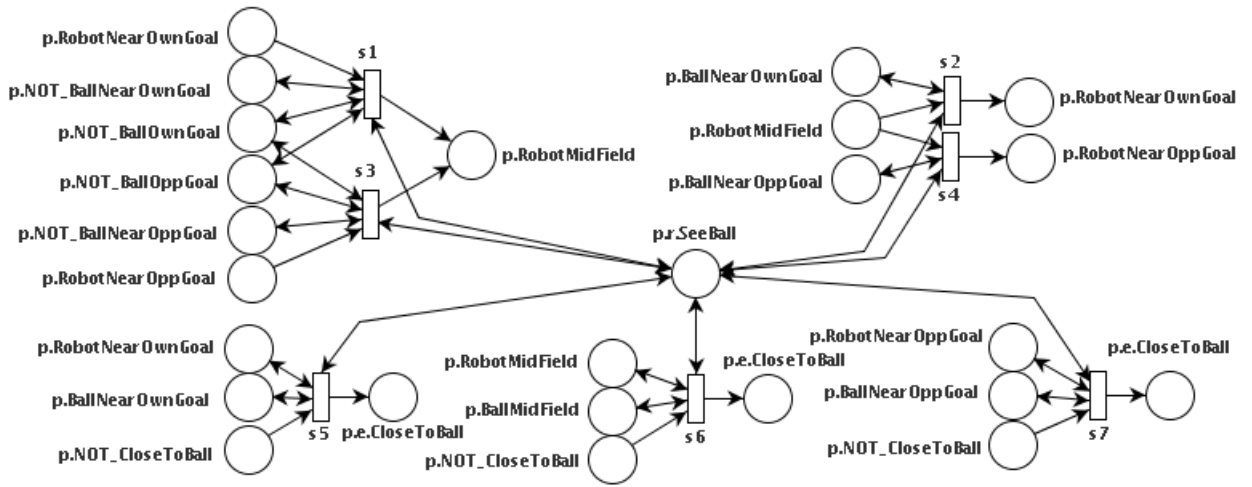 p.RobotNearOwnGoal
s1
p.NOT_BallNearOwnGoal
p.NOT_BallOwnGoal
p.RobotMidField
s3
p.NOT_BallOppGoal
p.NOT_BallNearOppGoal
p.RobotNearOppGoal
s2
p.BallNearOwnGoal
p.RobotNearOwnGoal
p.RobotMidField
p.RobotNearOppGoal
p.BallNearOppGoal
s4
p.r.SeeBall
p.RobotNearOwnGoal
p.BallNearOwnGoal
s5
p.e.CloseToBall
p.NOT_CloseToBall
p.RobotMidField
p.e.CloseToBall
p.BallMidField
s6
p.NOT_CloseToBall
p.RobotNearOppGoal
p.e.CloseToBall
p.BallNearOppGoal
s7
p.NOT_CloseToBall